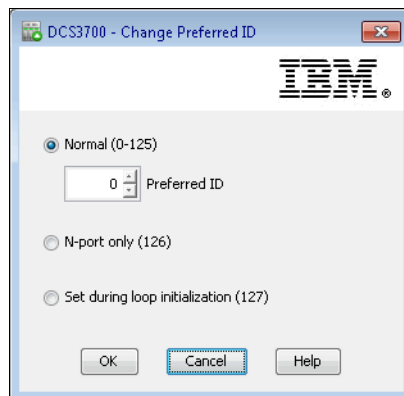 DCS3700 - Change Preferred ID
IBM®
Normal (0-125)
0 Preferred ID
N-port only (126)
Set during loop initialization (127)
OK Cancel Help